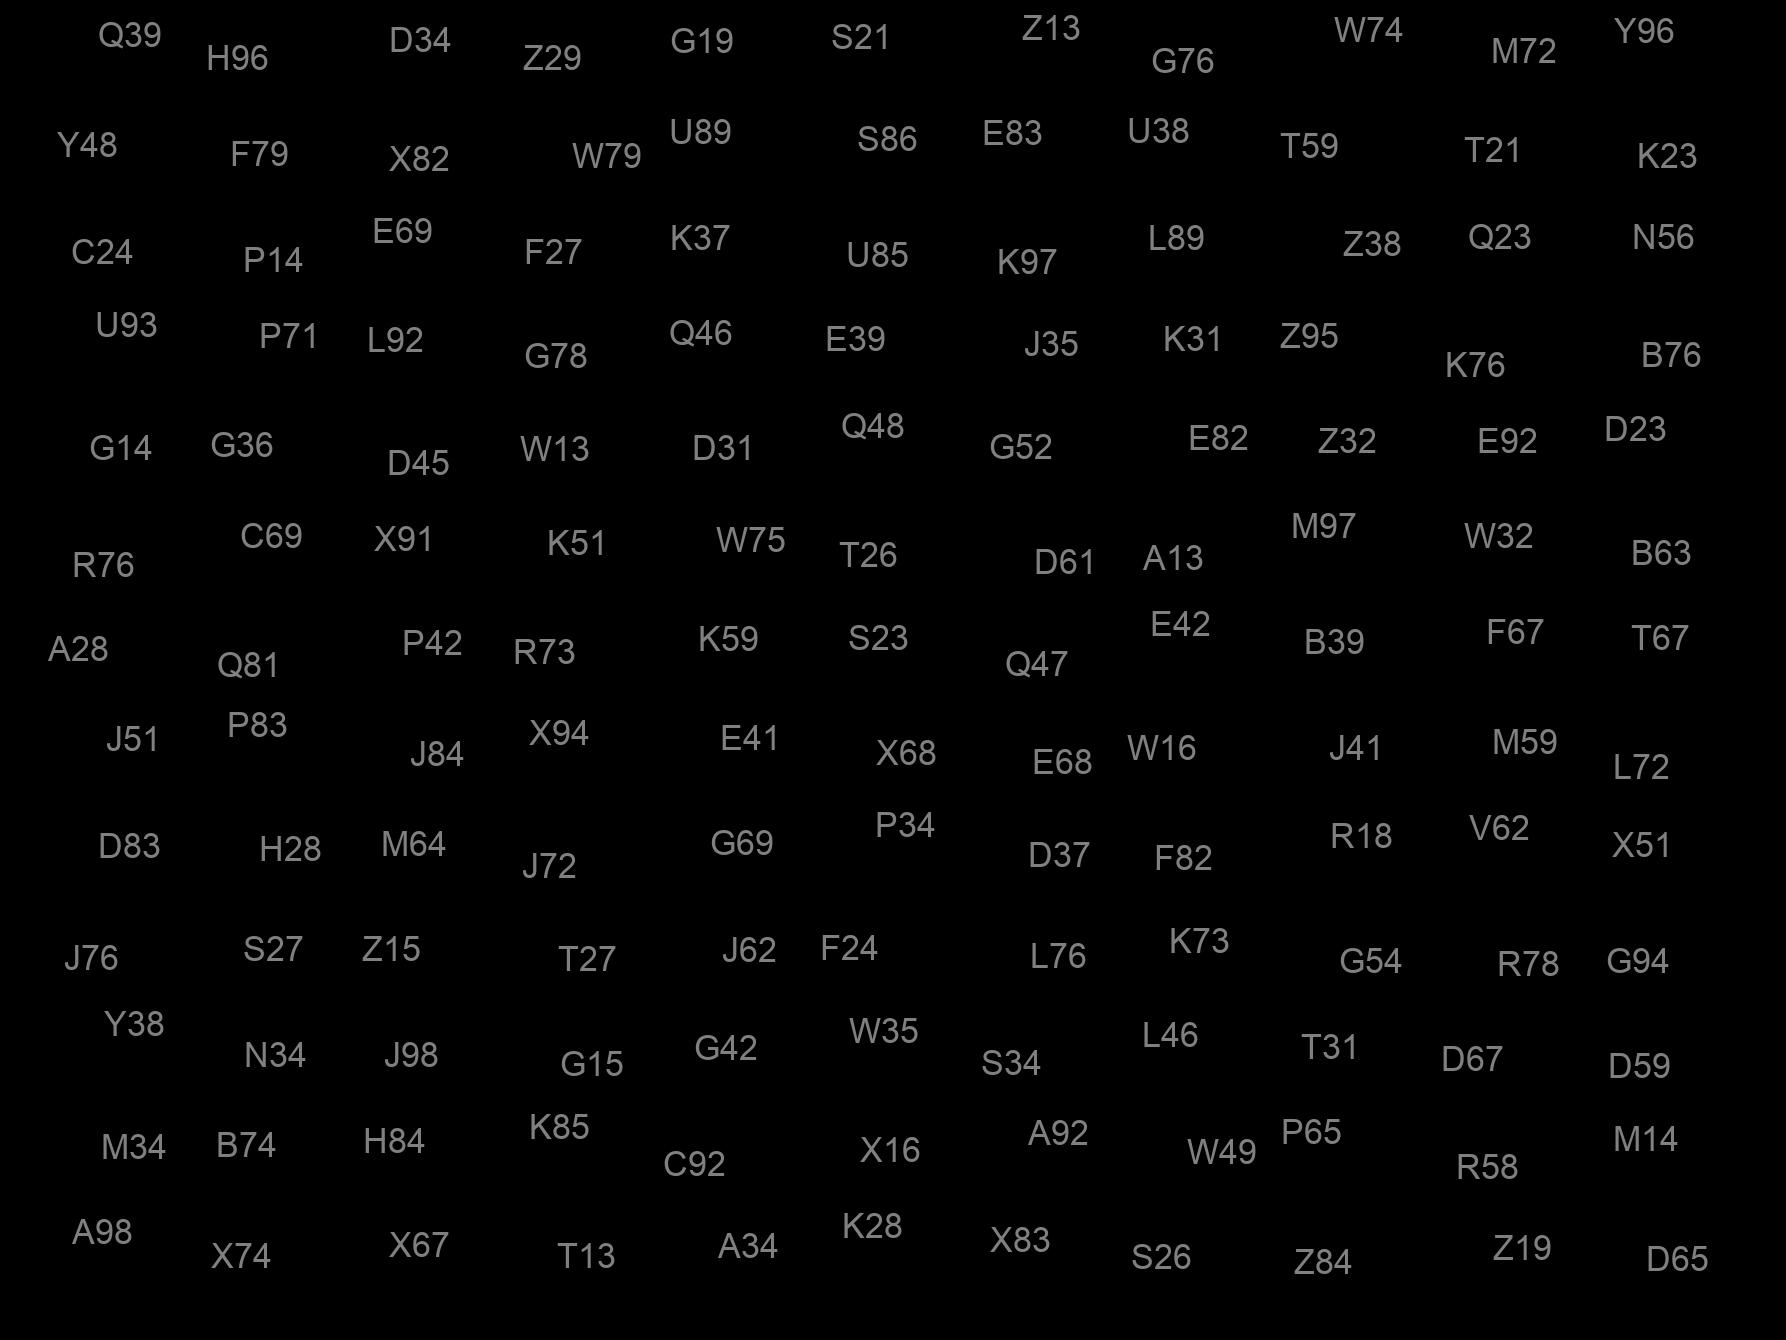 Q39 H96 D34 Z29 G19 S21 Z13 G76 W74 M72 Y96
Y48 F79 X82 W79 U89 S86 E83 U38 T59 T21 K23
C24 P14 E69 F27 K37 U85 K97 L89 Z38 Q23 N56
U93 P71 L92 G78 Q46 E39 J35 K31 Z95 K76 B76
G14 G36 D45 W13 D31 Q48 G52 E82 Z32 E92 D23
R76 C69 X91 K51 W75 T26 D61 A13 M97 W32 B63
A28 Q81 P42 R73 K59 S23 Q47 E42 B39 F67 T67
J51 P83 J84 X94 E41 X68 E68 W16 J41 M59 L72
D83 H28 M64 J72 G69 P34 D37 F82 R18 V62 X51
J76 S27 Z15 T27 J62 F24 L76 K73 G54 R78 G94
Y38 N34 J98 G15 G42 W35 S34 L46 T31 D67 D59
M34 B74 H84 K85 C92 X16 A92 W49 P65 R58 M14
A98 X74 X67 T13 A34 K28 X83 S26 Z84 Z19 D65